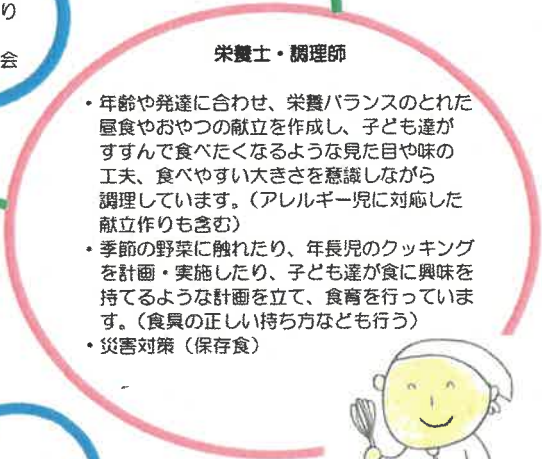 り
会
栄養士・調理師
・年齢や発達に合わせ、栄養バランスのとれた
昼食やおやつの献立を作成し、子ども達が
すすんで食べたくなるような見た目や味の
工夫、食べやすい大きさを意識しながら
調理しています。(アレルギー児に対応した
献立作りも含む)
・季節の野菜に触れたり、年長児のクッキング
を計画・実施したり、子ども達が食に興味を
持てるような計画を立て、食育を行っていま
す。(食具の正しい持ち方なども行う)
・災害対策(保存食)